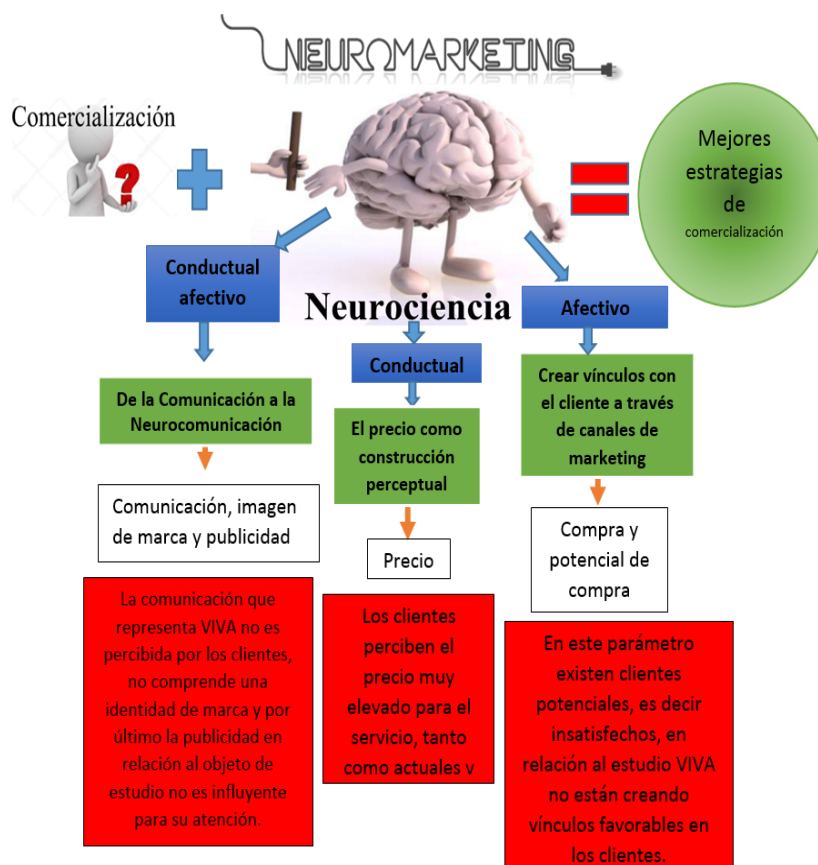 NEUROMARKETING
Comercialización
Mejores
estrategias
de
comercialización
Neurociencia
Conductual
afectivo
De la Comunicación a la
Neurocomunicación
Comunicación, imagen
de marca y publicidad
La comunicación que
representa VIVA no es
percibida por los clientes,
no comprende una
identidad de marca y por
último la publicidad en
relación al objeto de
estudio no es influyente
para su atención.
Conductual
El precio como
construcción
perceptual
Precio
Los clientes
perciben el
precio muy
elevado para el
servicio, tanto
como actuales
Afectivo
Crear vínculos con
el cliente a través
de canales de
marketing
Compra y
potencial de
compra
En este parámetro
existen clientes
potenciales, es decir
insatisfechos, en
relación al estudio VIVA
no están creando
vínculos favorables en
los clientes.